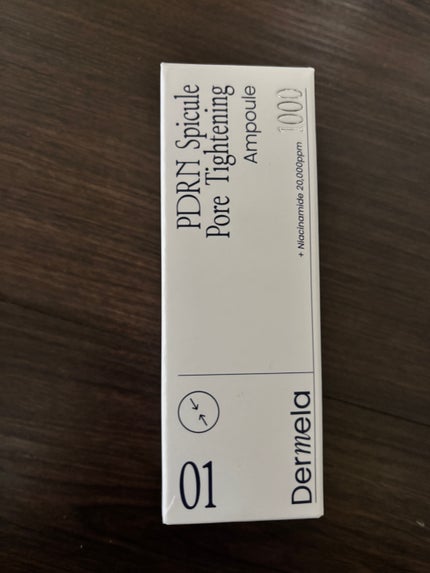 PDRN Spicule
Pore Tightening
Ampoule
1000
+ Niacinamide 20,000ppm
01
Dermela